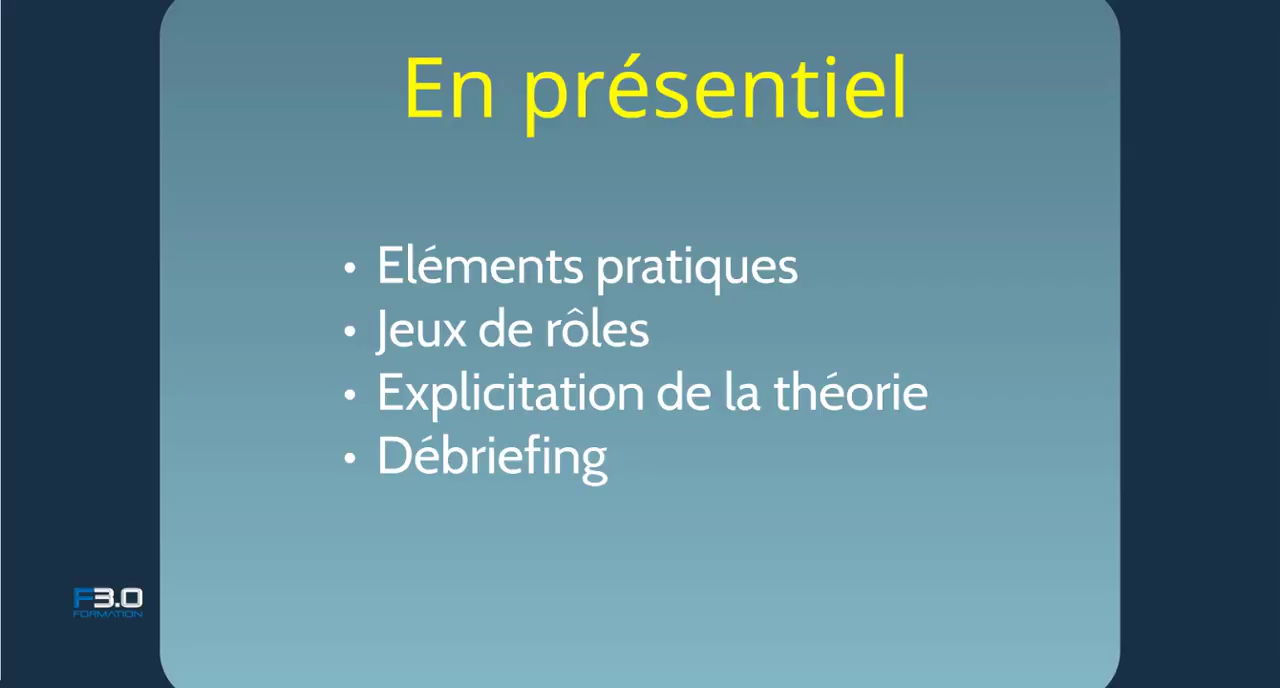 En présentiel
• Eléments pratiques
• Jeux de rôles
• Explicitation de la théorie
• Débriefing
F3.0
FORMATION